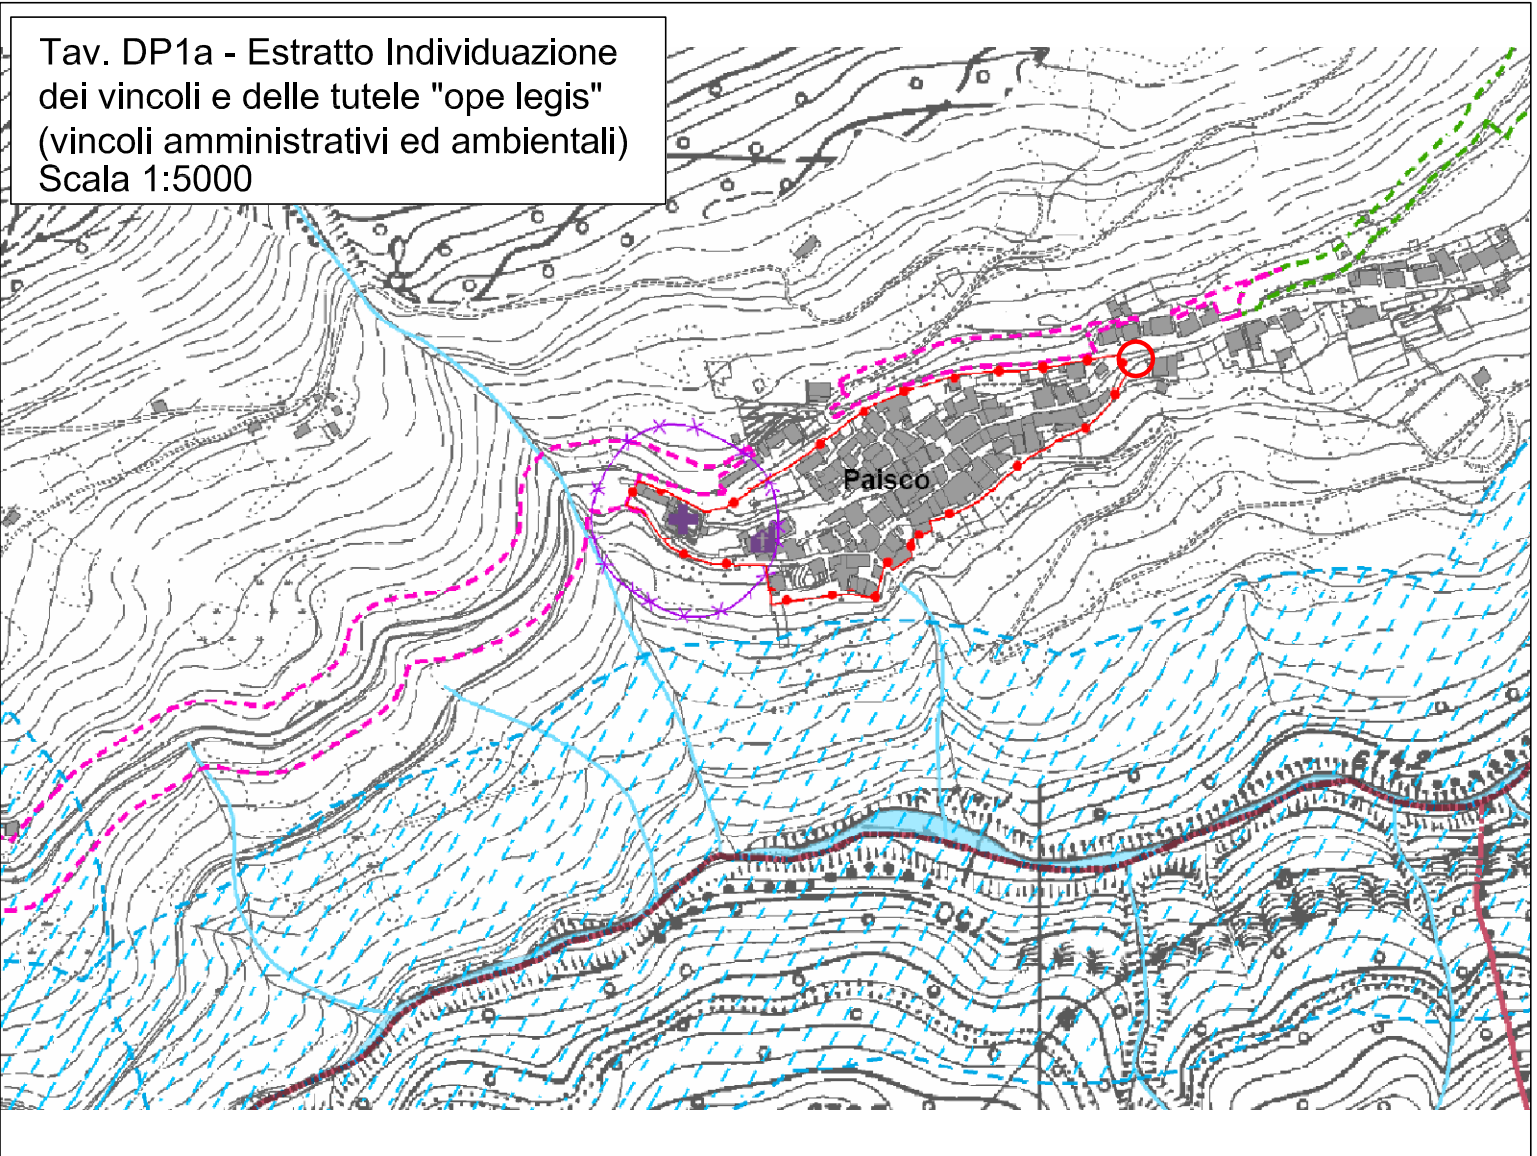 Tav. DP1a - Estratto Individuazione
dei vincoli e delle tutele "ope legis"
(vincoli amministrativi ed ambientali)
Scala 1:5000
Paisco